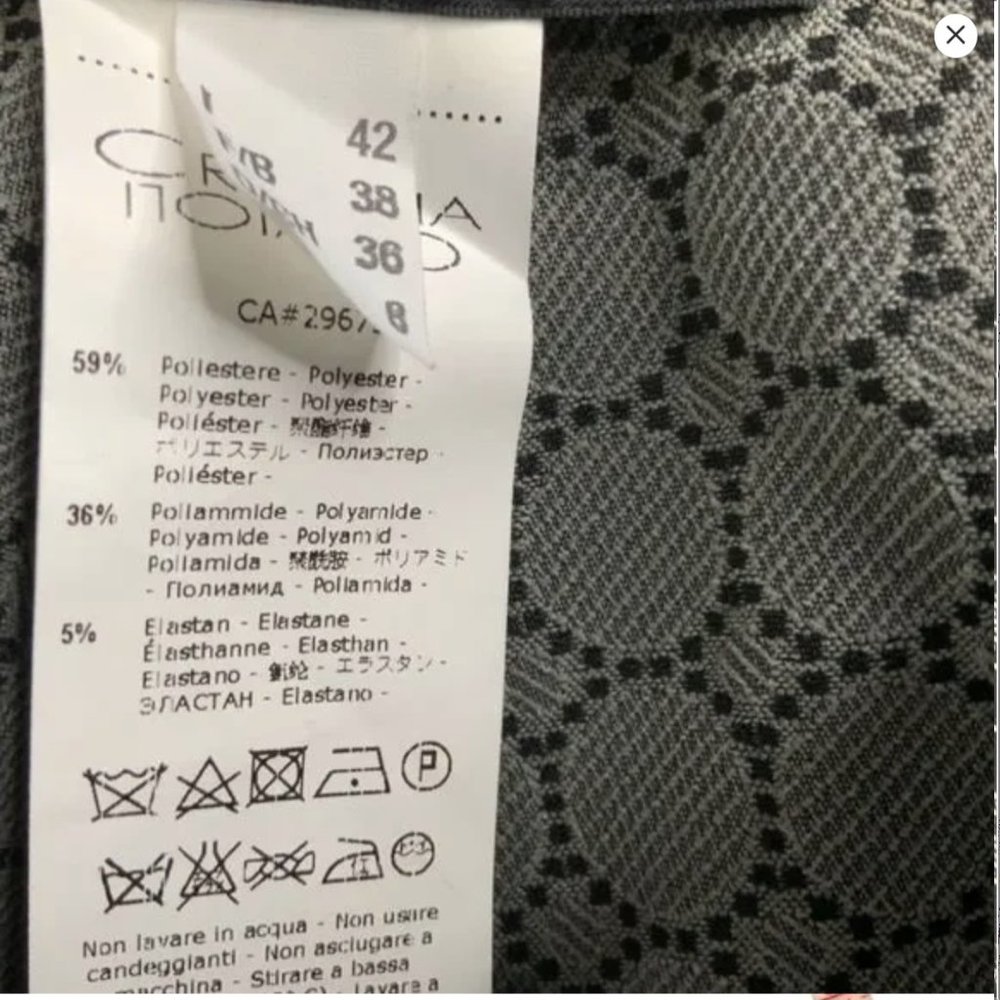 42
38
36
8
CA#2967
59% Poliestere - Polyester -
Polyester - Polyester -
Poliéster - 聚酯纤维 -
ポリエステル - Полиэстер -
Poliéster -
36% Poliammide - Polyamide -
Polyamide - Polyamid -
Poliamida - 聚酰胺 - ポリアミド
- Полиамид - Poliamida -
5% Elastan - Elastane -
Élasthanne - Elasthan -
Elastano - 氨纶 - エラスタン -
ЭЛАСТАН - Elastano -
P
Non lavare in acqua - Non usare
candeggianti - Non asciugare a
macchina - Stirare a bassa
lavare a